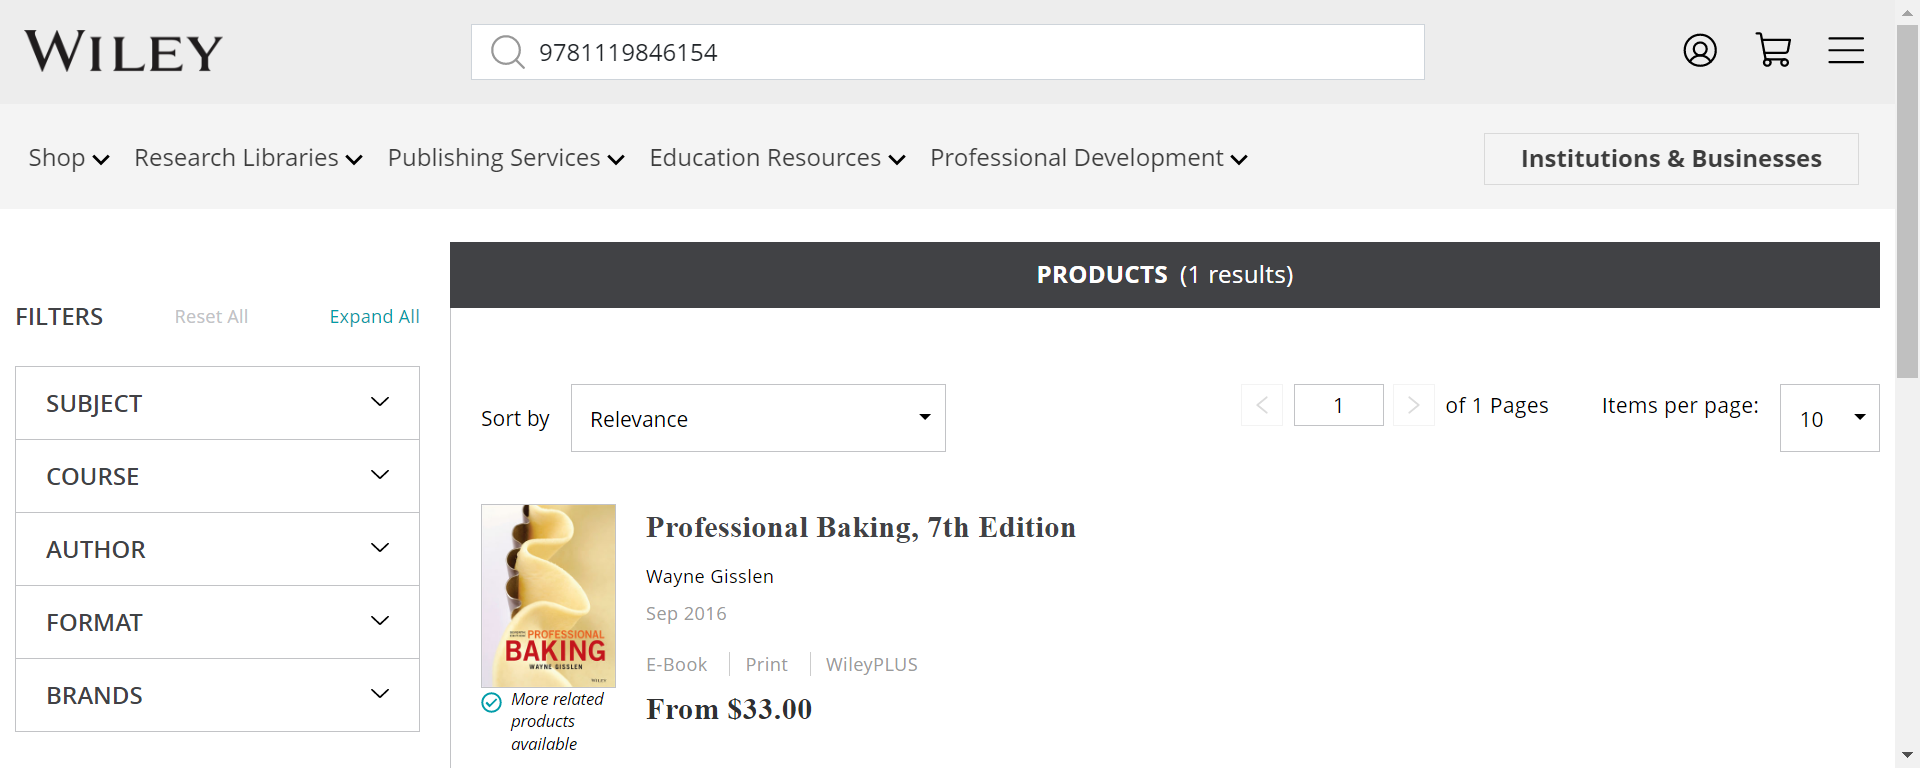 WILEY
9781119846154
Shop
Research Libraries
Publishing Services
Education Resources
Professional Development
Institutions & Businesses
PRODUCTS (1 results)
FILTERS
Reset All
Expand All
SUBJECT
COURSE
AUTHOR
FORMAT
BRANDS
Sort by
Relevance
1
of 1 Pages
Items per page:
10
PROFESSIONAL
BAKING
WAYNE GISSLEN
WILEY
More related
products
available
Professional Baking, 7th Edition
Wayne Gisslen
Sep 2016
E-Book
Print
WileyPLUS
From $33.00